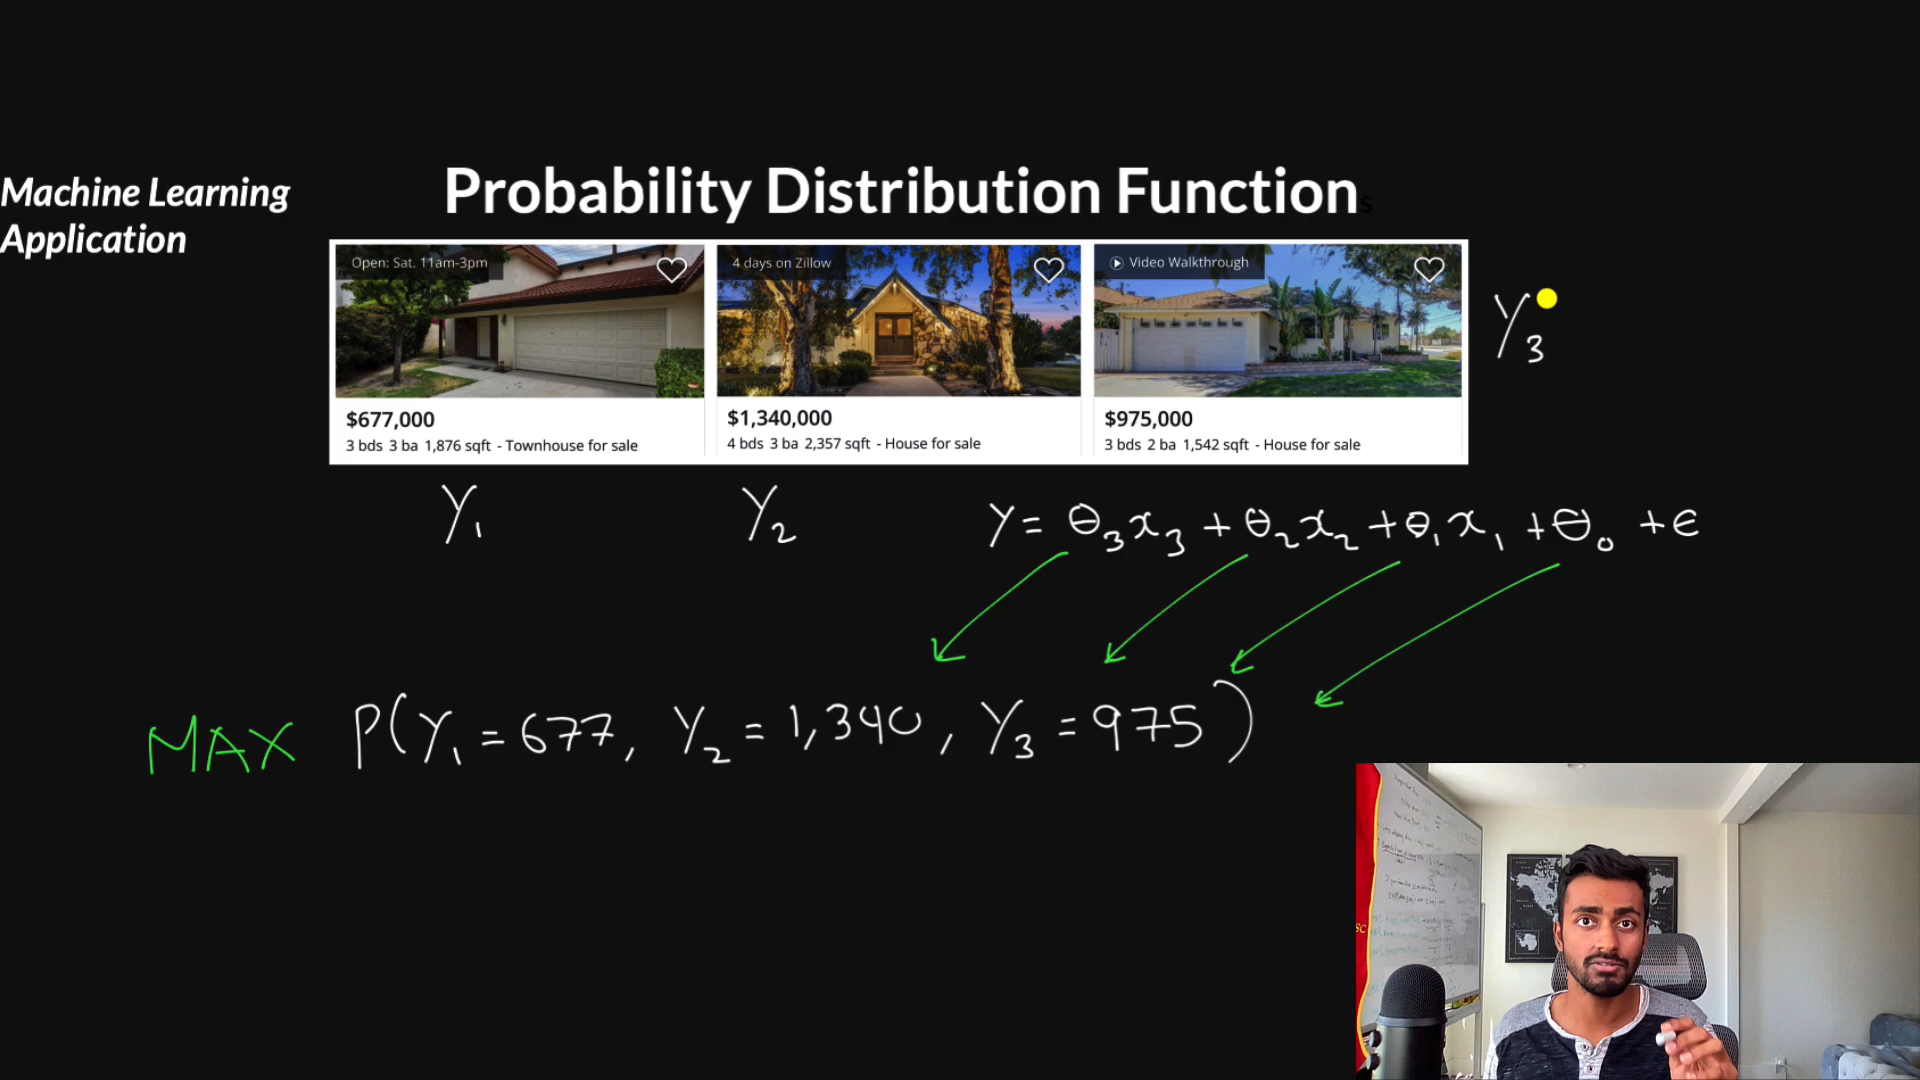 Machine Learning
Application
Probability Distribution Functions
Open: Sat. 11am-3pm
4 days on Zillow
Video Walkthrough
$677,000
3 bds 3 ba 1,876 sqft - Townhouse for sale
$1,340,000
4 bds 3 ba 2,357 sqft - House for sale
$975,000
3 bds 2 ba 1,542 sqft - House for sale
Y₃
Y₁
Y₂
Y = θ₃x₃ + θ₂x₂ + θ₁x₁ + θ₀ + ε
MAX P(Y₁ = 677, Y₂ = 1,340, Y₃ = 975)
SC